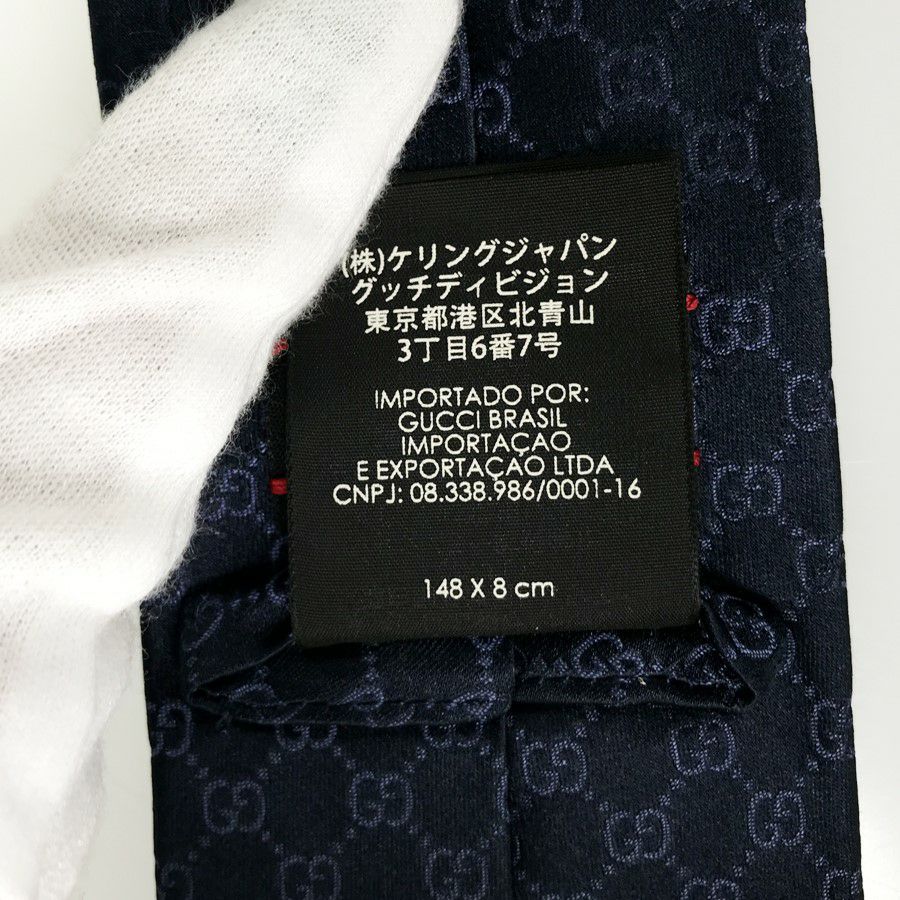 (株)ケリングジャパン
グッチディビジョン
東京都港区北青山
3丁目6番7号
IMPORTADO POR:
GUCCI BRASIL
IMPORTAÇAO
E EXPORTAÇAO LTDA
CNPJ: 08.338.986/0001-16
148 X 8 cm